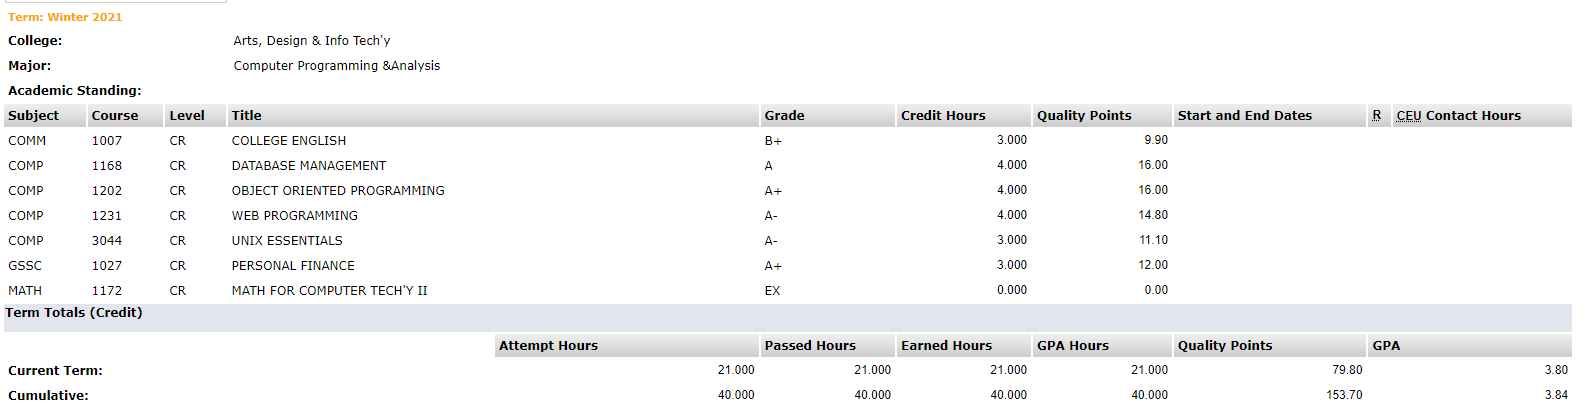 Term: Winter 2021
College: Arts, Design & Info Tech'y
Major: Computer Programming &Analysis
Academic Standing:
Subject Course Level Title Grade Credit Hours Quality Points Start and End Dates R CEU Contact Hours
COMM 1007 CR COLLEGE ENGLISH B+ 3.000 9.90
COMP 1168 CR DATABASE MANAGEMENT A 4.000 16.00
COMP 1202 CR OBJECT ORIENTED PROGRAMMING A+ 4.000 16.00
COMP 1231 CR WEB PROGRAMMING A- 4.000 14.80
COMP 3044 CR UNIX ESSENTIALS A- 3.000 11.10
GSSC 1027 CR PERSONAL FINANCE A+ 3.000 12.00
MATH 1172 CR MATH FOR COMPUTER TECH'Y II EX 0.000 0.00
Term Totals (Credit)
Attempt Hours Passed Hours Earned Hours GPA Hours Quality Points GPA
Current Term: 21.000 21.000 21.000 21.000 79.80 3.80
Cumulative: 40.000 40.000 40.000 40.000 153.70 3.84